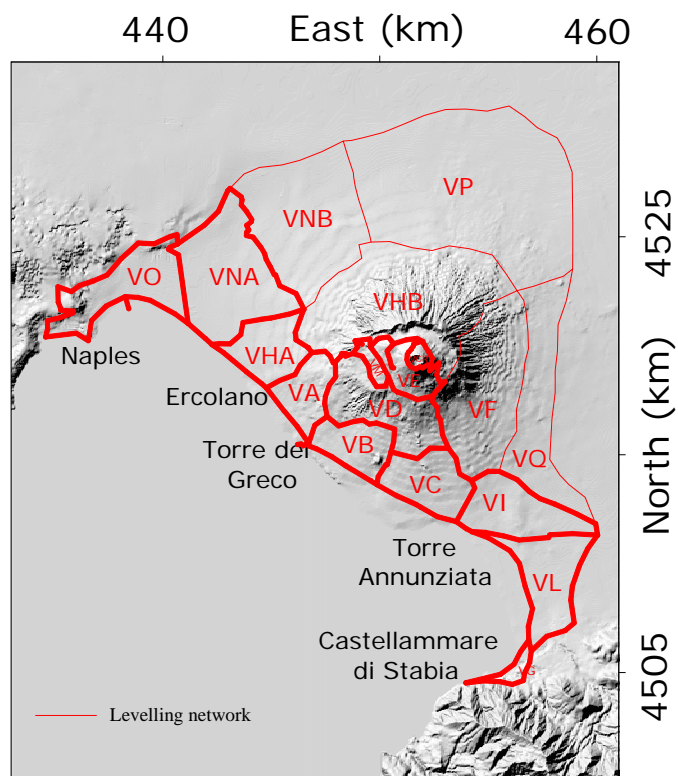 East (km)
440
460
VP
VNB
4525
VNA
VO
VHB
Naples
VHA
VE
Ercolano
VA
VD
VF
Torre del
Greco
VB
VQ
VC
VI
North (km)
Torre
Annunziata
VL
Castellammare
di Stabia
4505
Levelling network